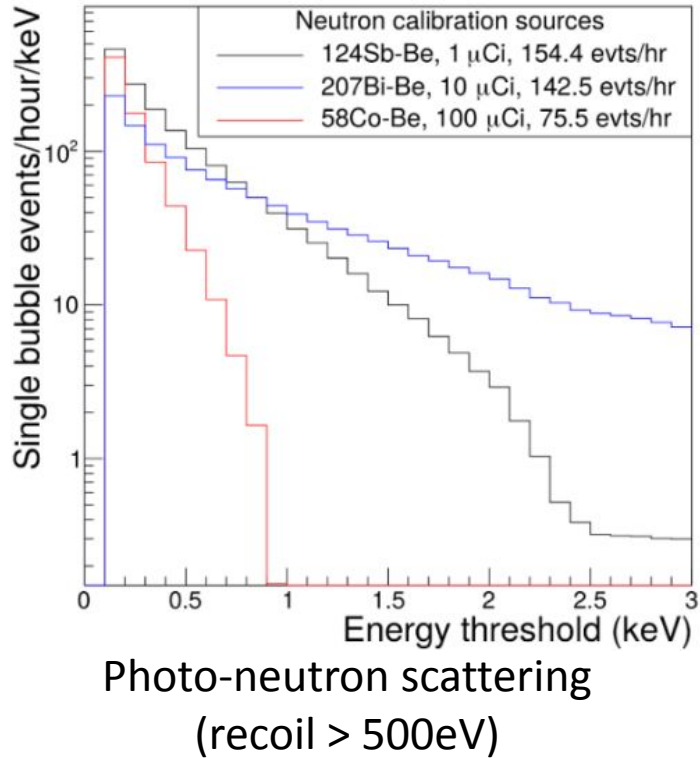 Neutron calibration sources
124Sb-Be, 1 μCi, 154.4 evts/hr
207Bi-Be, 10 μCi, 142.5 evts/hr
58Co-Be, 100 μCi, 75.5 evts/hr
Single bubble events/hour/keV
10²
10
1
0 0.5 1 1.5 2 2.5 3
Energy threshold (keV)
Photo-neutron scattering
(recoil > 500eV)